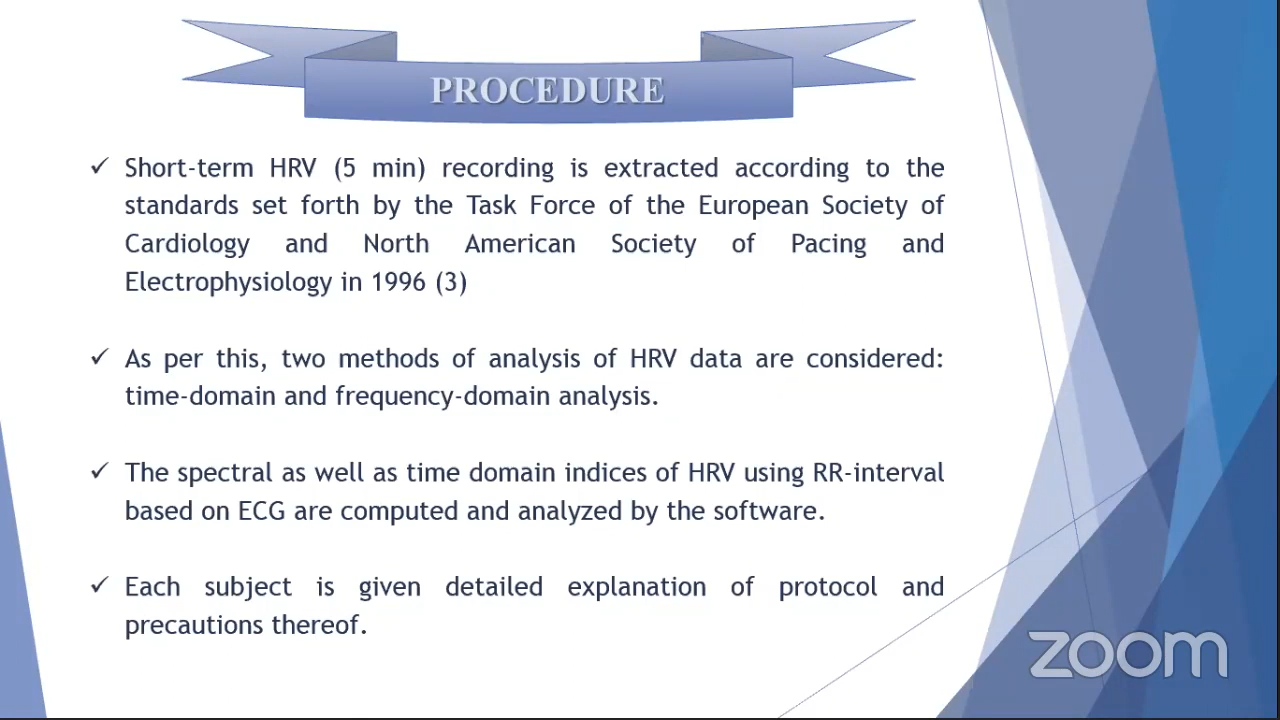 PROCEDURE
✓ Short-term HRV (5 min) recording is extracted according to the
standards set forth by the Task Force of the European Society of
Cardiology and North American Society of Pacing and
Electrophysiology in 1996 (3)
✓ As per this, two methods of analysis of HRV data are considered:
time-domain and frequency-domain analysis.
✓ The spectral as well as time domain indices of HRV using RR-interval
based on ECG are computed and analyzed by the software.
✓ Each subject is given detailed explanation of protocol and
precautions thereof.
zoom